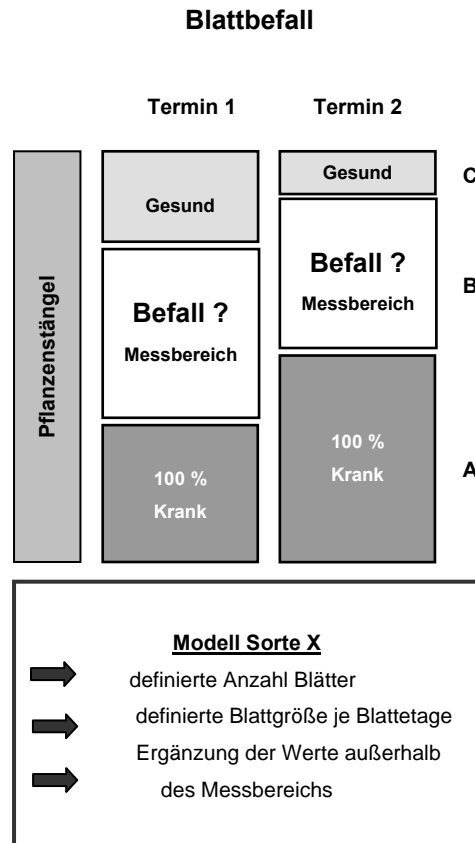 Blattbefall
Termin 1 Termin 2
Pflanzenstängel
Gesund
Befall ?
Messbereich
100 %
Krank
Gesund
Befall ?
Messbereich
100 %
Krank
C
B
A
Modell Sorte X
definierte Anzahl Blätter
definierte Blattgröße je Blattetage
Ergänzung der Werte außerhalb
des Messbereichs